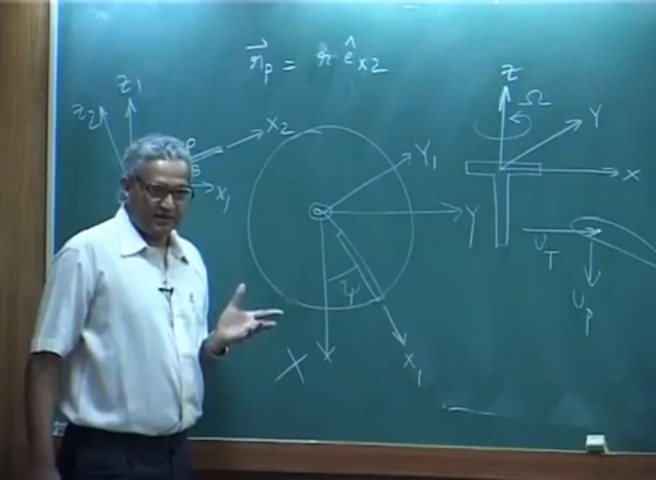 r⃗p = r êx2
Z1
Z2
X2
P
β
X1
Y1
Y
ψ
X
X1
Z
Ω
Y
X
UT
Up